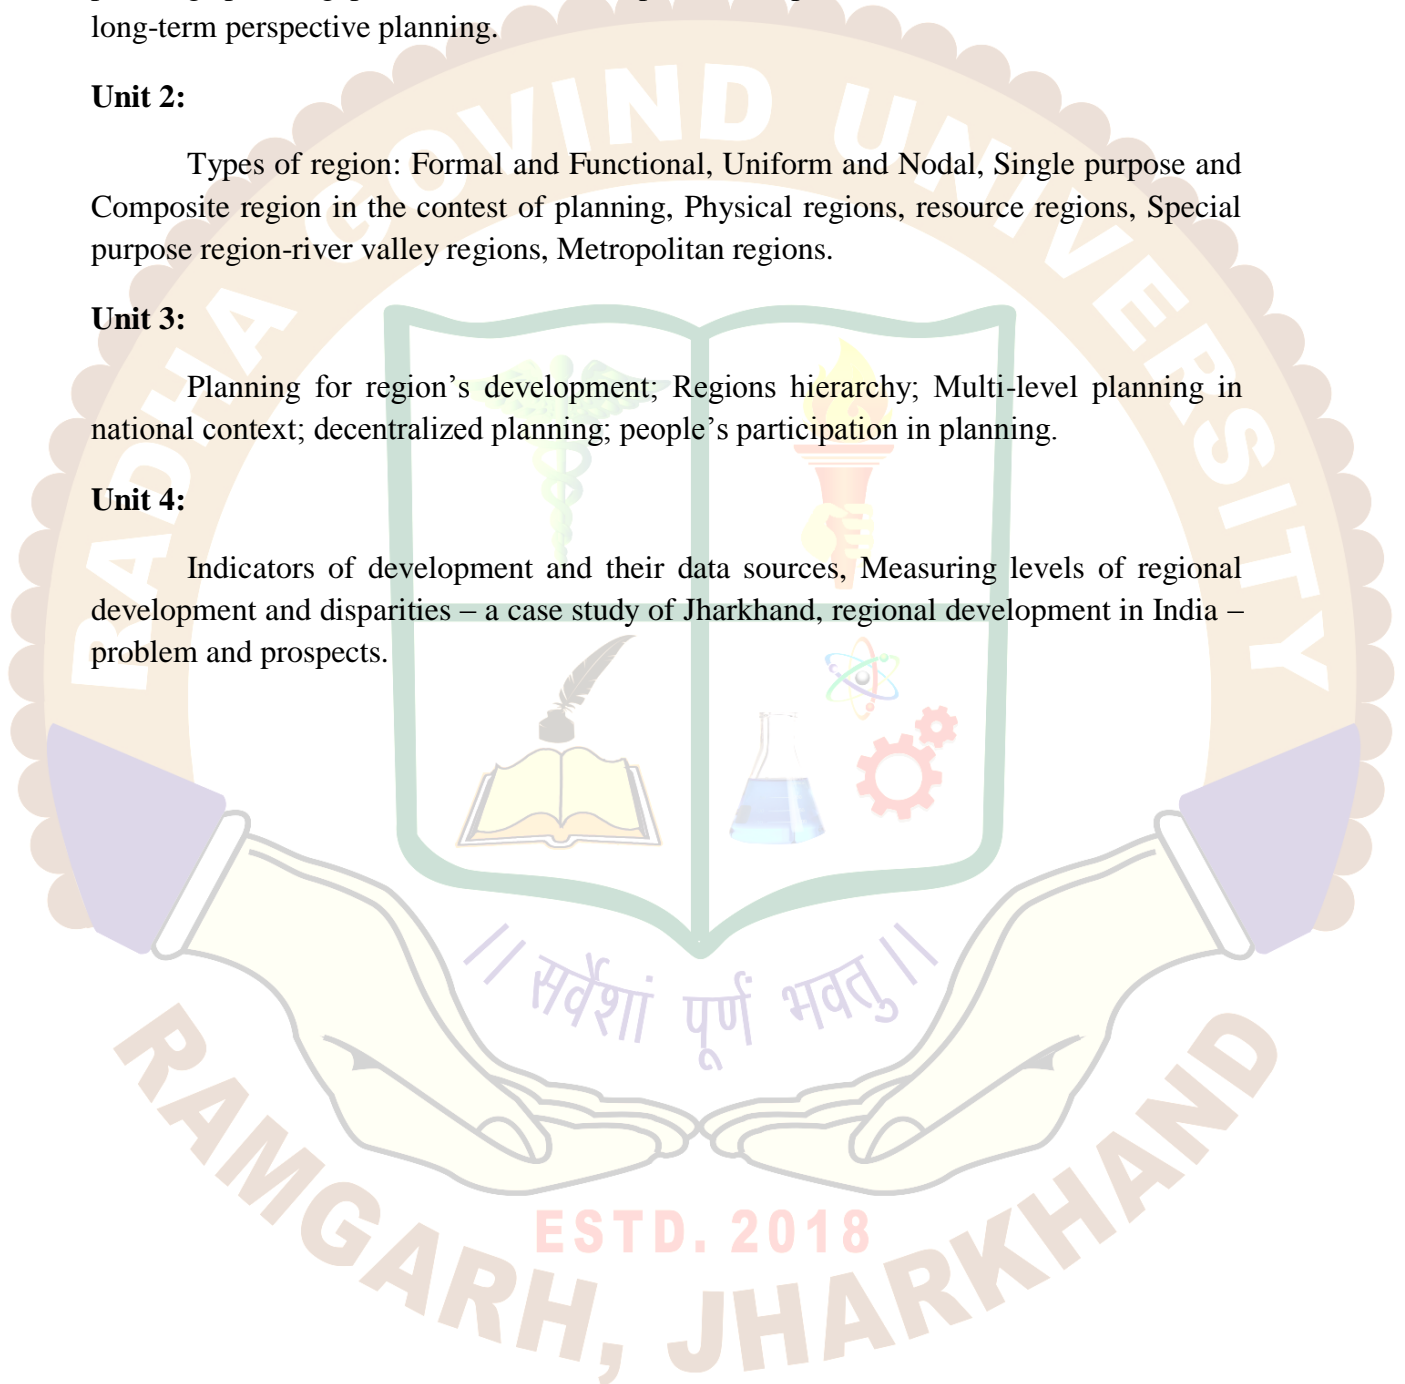 long-term perspective planning.
Unit 2:
Types of region: Formal and Functional, Uniform and Nodal, Single purpose and
Composite region in the contest of planning, Physical regions, resource regions, Special
purpose region-river valley regions, Metropolitan regions.
Unit 3:
Planning for region’s development; Regions hierarchy; Multi-level planning in
national context; decentralized planning; people’s participation in planning.
Unit 4:
Indicators of development and their data sources, Measuring levels of regional
development and disparities – a case study of Jharkhand, regional development in India –
problem and prospects.
RADHA GOVIND UNIVERSITY
|| सर्वेशां पूर्ण भवतु ||
ESTD. 2018
RAMGARH, JHARKHAND